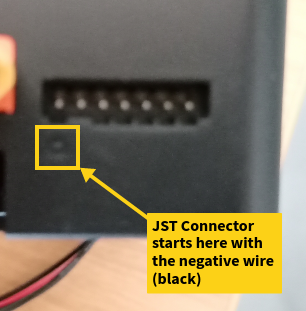 JST Connector
starts here with
the negative wire
(black)